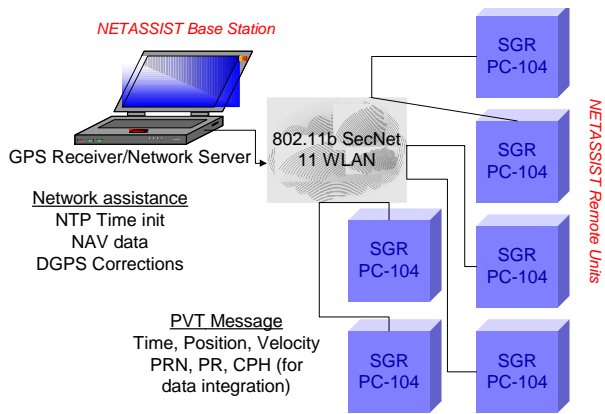 NETASSIST Base Station
GPS Receiver/Network Server
Network assistance
NTP Time init
NAV data
DGPS Corrections
802.11b SecNet
11 WLAN
PVT Message
Time, Position, Velocity
PRN, PR, CPH (for
data integration)
SGR
PC-104
SGR
PC-104
SGR
PC-104
SGR
PC-104
SGR
PC-104
SGR
PC-104
NETASSIST Remote Units